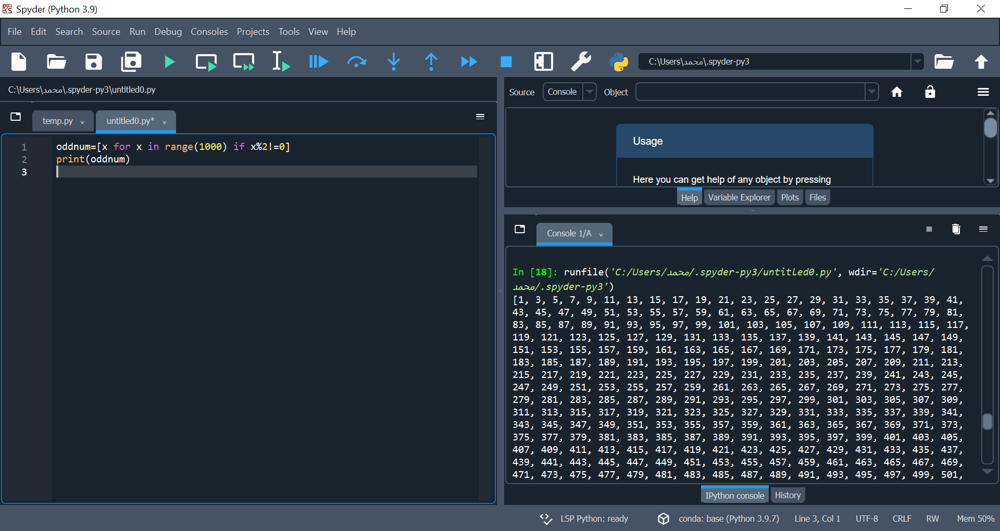 Spyder (Python 3.9)
File Edit Search Source Run Debug Consoles Projects Tools View Help
C:\Users\محمد\.spyder-py3
C:\Users\محمد\.spyder-py3\untitled0.py
temp.py
untitled0.py*
1 oddnum=[x for x in range(1000) if x%2!=0]
2 print(oddnum)
3
Source Console Object
Usage
Here you can get help of any object by pressing
Help Variable Explorer Plots Files
Console 1/A
In [18]: runfile('C:/Users/محمد/.spyder-py3/untitled0.py', wdir='C:/Users/
محمد/.spyder-py3')
[1, 3, 5, 7, 9, 11, 13, 15, 17, 19, 21, 23, 25, 27, 29, 31, 33, 35, 37, 39, 41,
43, 45, 47, 49, 51, 53, 55, 57, 59, 61, 63, 65, 67, 69, 71, 73, 75, 77, 79, 81,
83, 85, 87, 89, 91, 93, 95, 97, 99, 101, 103, 105, 107, 109, 111, 113, 115, 117,
119, 121, 123, 125, 127, 129, 131, 133, 135, 137, 139, 141, 143, 145, 147, 149,
151, 153, 155, 157, 159, 161, 163, 165, 167, 169, 171, 173, 175, 177, 179, 181,
183, 185, 187, 189, 191, 193, 195, 197, 199, 201, 203, 205, 207, 209, 211, 213,
215, 217, 219, 221, 223, 225, 227, 229, 231, 233, 235, 237, 239, 241, 243, 245,
247, 249, 251, 253, 255, 257, 259, 261, 263, 265, 267, 269, 271, 273, 275, 277,
279, 281, 283, 285, 287, 289, 291, 293, 295, 297, 299, 301, 303, 305, 307, 309,
311, 313, 315, 317, 319, 321, 323, 325, 327, 329, 331, 333, 335, 337, 339, 341,
343, 345, 347, 349, 351, 353, 355, 357, 359, 361, 363, 365, 367, 369, 371, 373,
375, 377, 379, 381, 383, 385, 387, 389, 391, 393, 395, 397, 399, 401, 403, 405,
407, 409, 411, 413, 415, 417, 419, 421, 423, 425, 427, 429, 431, 433, 435, 437,
439, 441, 443, 445, 447, 449, 451, 453, 455, 457, 459, 461, 463, 465, 467, 469,
471, 473, 475, 477, 479, 481, 483, 485, 487, 489, 491, 493, 495, 497, 499, 501,
IPython console History
LSP Python: ready conda: base (Python 3.9.7) Line 3, Col 1 UTF-8 CRLF RW Mem 50%